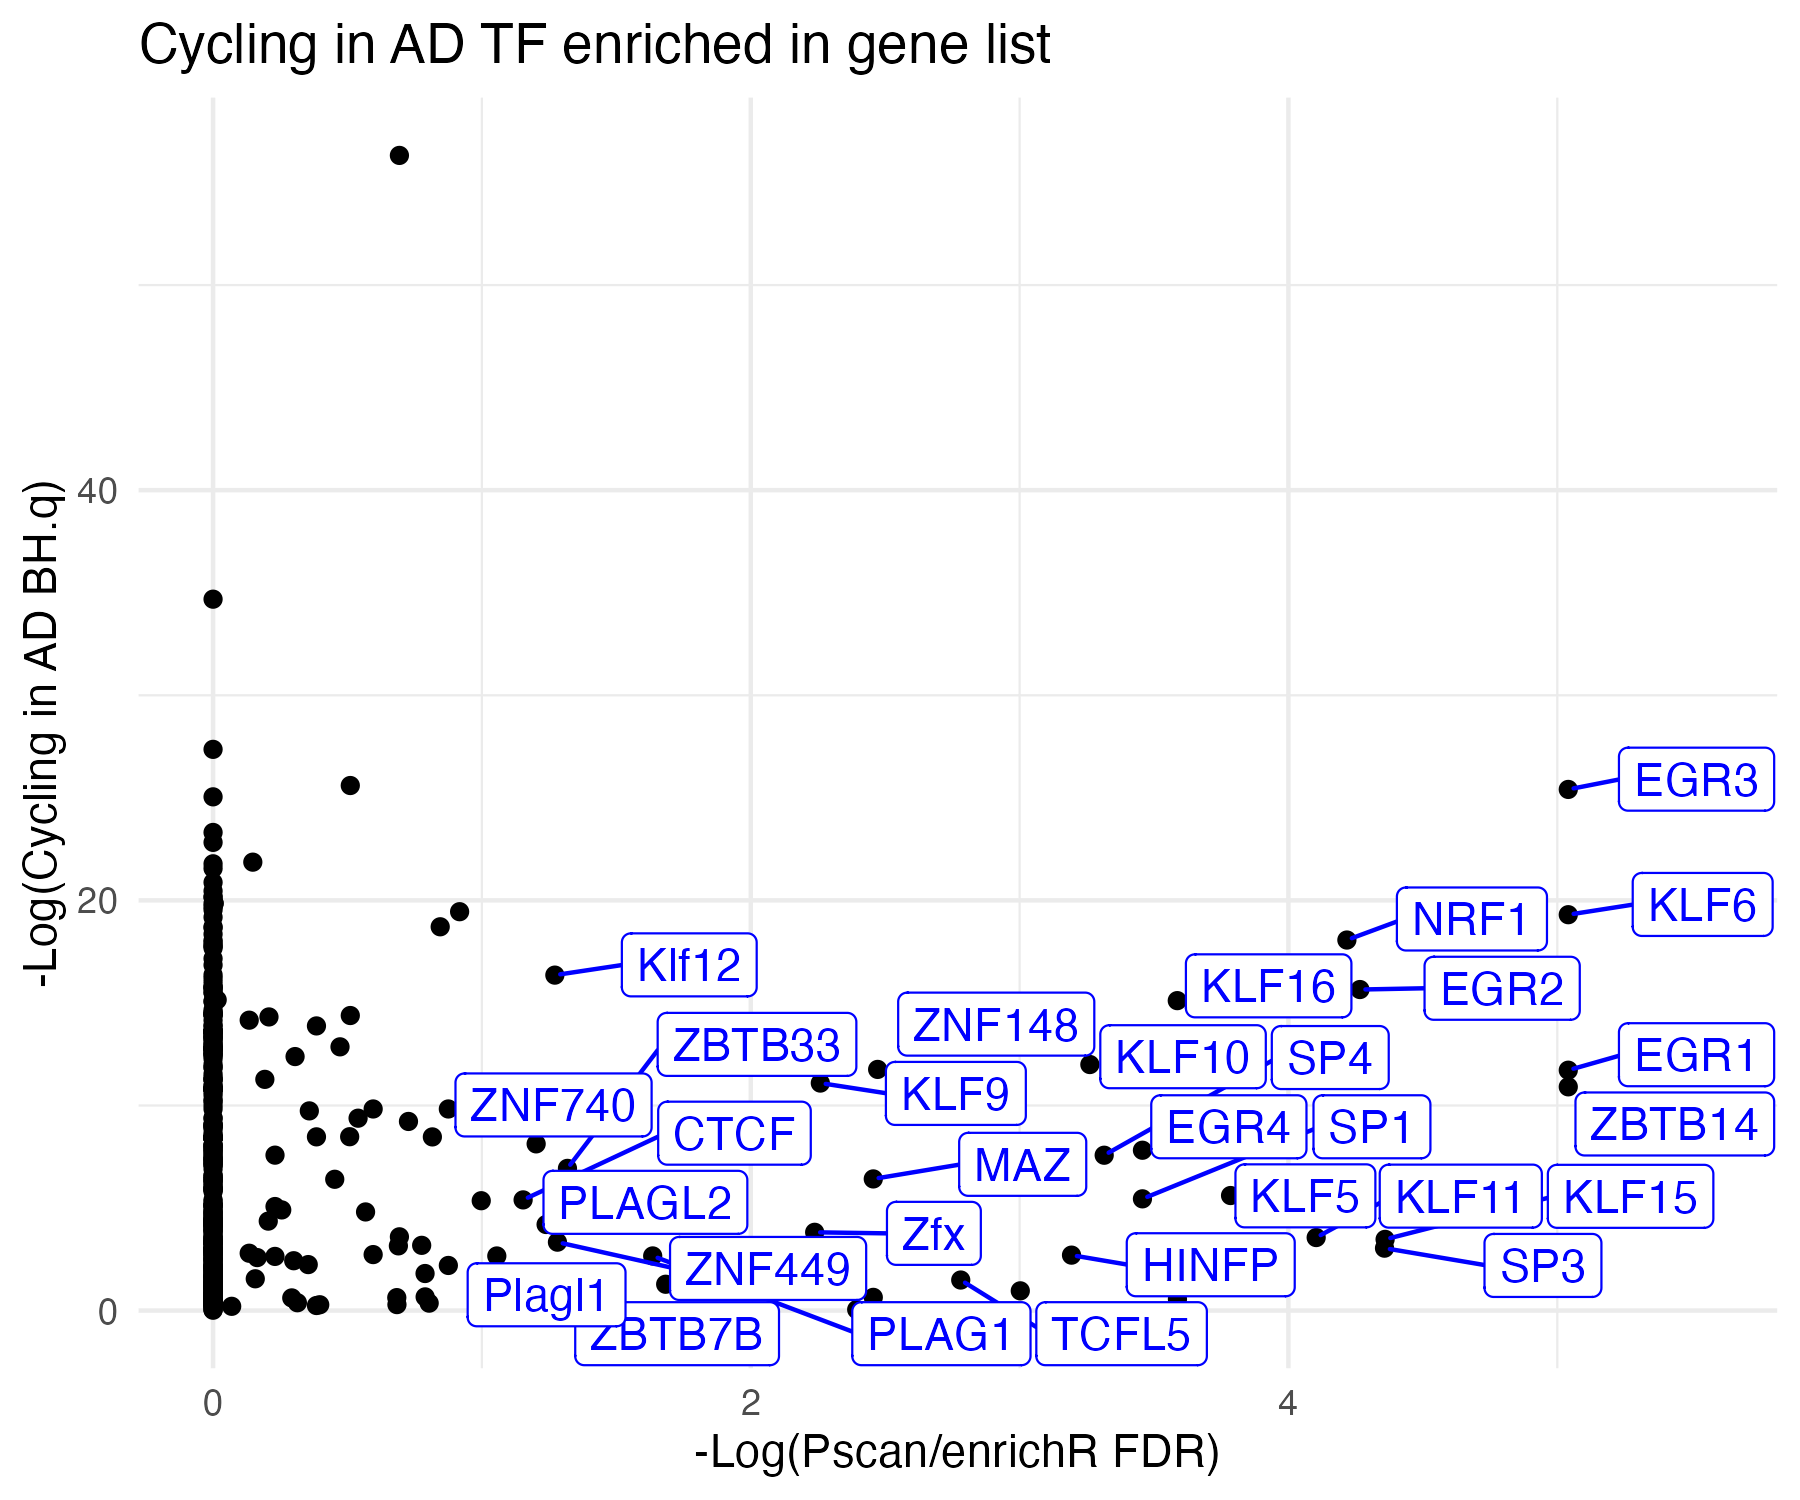 Cycling in AD TF enriched in gene list
-Log(Cycling in AD BH.q)
40
20
0
EGR3
KLF6
NRF1
Klf12
KLF16
EGR2
ZNF148
ZBTB33
KLF10
SP4
EGR1
KLF9
ZNF740
ZBTB14
CTCF
EGR4
SP1
MAZ
PLAGL2
KLF5
KLF11
KLF15
Zfx
ZNF449
HINFP
SP3
Plagl1
ZBTB7B
PLAG1
TCFL5
0
2
4
-Log(Pscan/enrichR FDR)